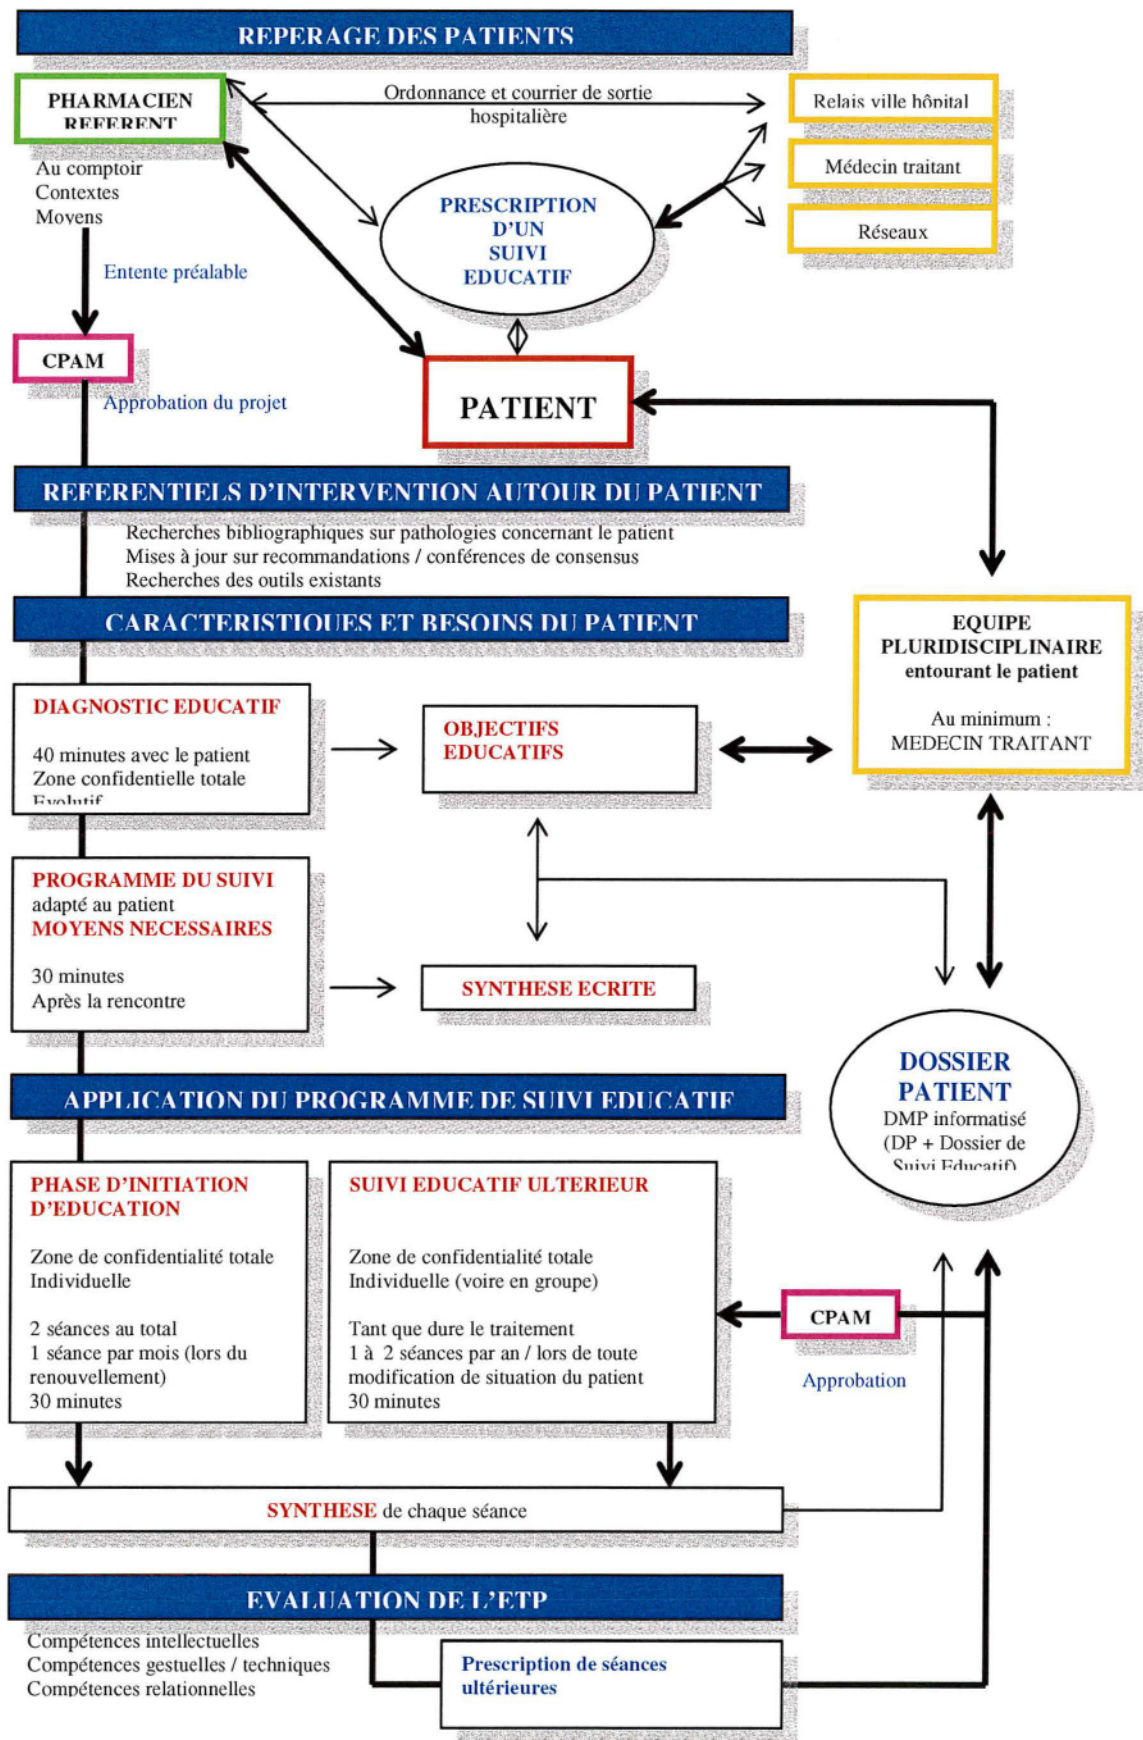 REPERAGE DES PATIENTS
PHARMACIEN
REFERENT
Ordonnance et courrier de sortie
hospitalière
Relais ville hôpital
Médecin traitant
Réseaux
Au comptoir
Contextes
Moyens
PRESCRIPTION
D'UN
SUIVI
EDUCATIF
Entente préalable
CPAM
Approbation du projet
PATIENT
REFERENTIELS D'INTERVENTION AUTOUR DU PATIENT
Recherches bibliographiques sur pathologies concernant le patient
Mises à jour sur recommandations / conférences de consensus
Recherches des outils existants
CARACTERISTIQUES ET BESOINS DU PATIENT
EQUIPE
PLURIDISCIPLINAIRE
entourant le patient
Au minimum :
MEDECIN TRAITANT
DIAGNOSTIC EDUCATIF
40 minutes avec le patient
Zone confidentielle totale
Evolutif
OBJECTIFS
EDUCATIFS
PROGRAMME DU SUIVI
adapté au patient
MOYENS NECESSAIRES
30 minutes
Après la rencontre
SYNTHESE ECRITE
DOSSIER
PATIENT
DMP informatisé
(DP + Dossier de
Suivi Educatif)
APPLICATION DU PROGRAMME DE SUIVI EDUCATIF
PHASE D'INITIATION
D'EDUCATION
Zone de confidentialité totale
Individuelle
2 séances au total
1 séance par mois (lors du
renouvellement)
30 minutes
SUIVI EDUCATIF ULTERIEUR
Zone de confidentialité totale
Individuelle (voire en groupe)
Tant que dure le traitement
1 à 2 séances par an / lors de toute
modification de situation du patient
30 minutes
CPAM
Approbation
SYNTHESE de chaque séance
EVALUATION DE L'ETP
Compétences intellectuelles
Compétences gestuelles / techniques
Compétences relationnelles
Prescription de séances
ultérieures